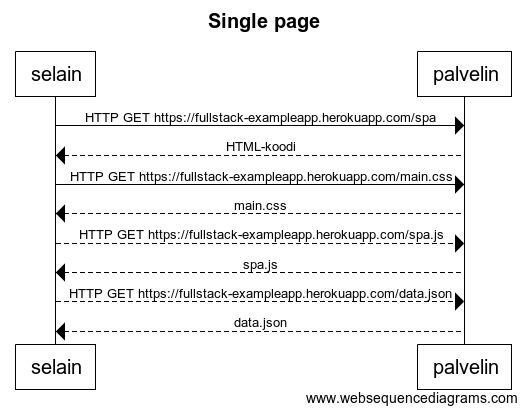 Single page
selain palvelin
HTTP GET https://fullstack-exampleapp.herokuapp.com/spa
HTML-koodi
HTTP GET https://fullstack-exampleapp.herokuapp.com/main.css
main.css
HTTP GET https://fullstack-exampleapp.herokuapp.com/spa.js
spa.js
HTTP GET https://fullstack-exampleapp.herokuapp.com/data.json
data.json
selain palvelin
www.websequencediagrams.com